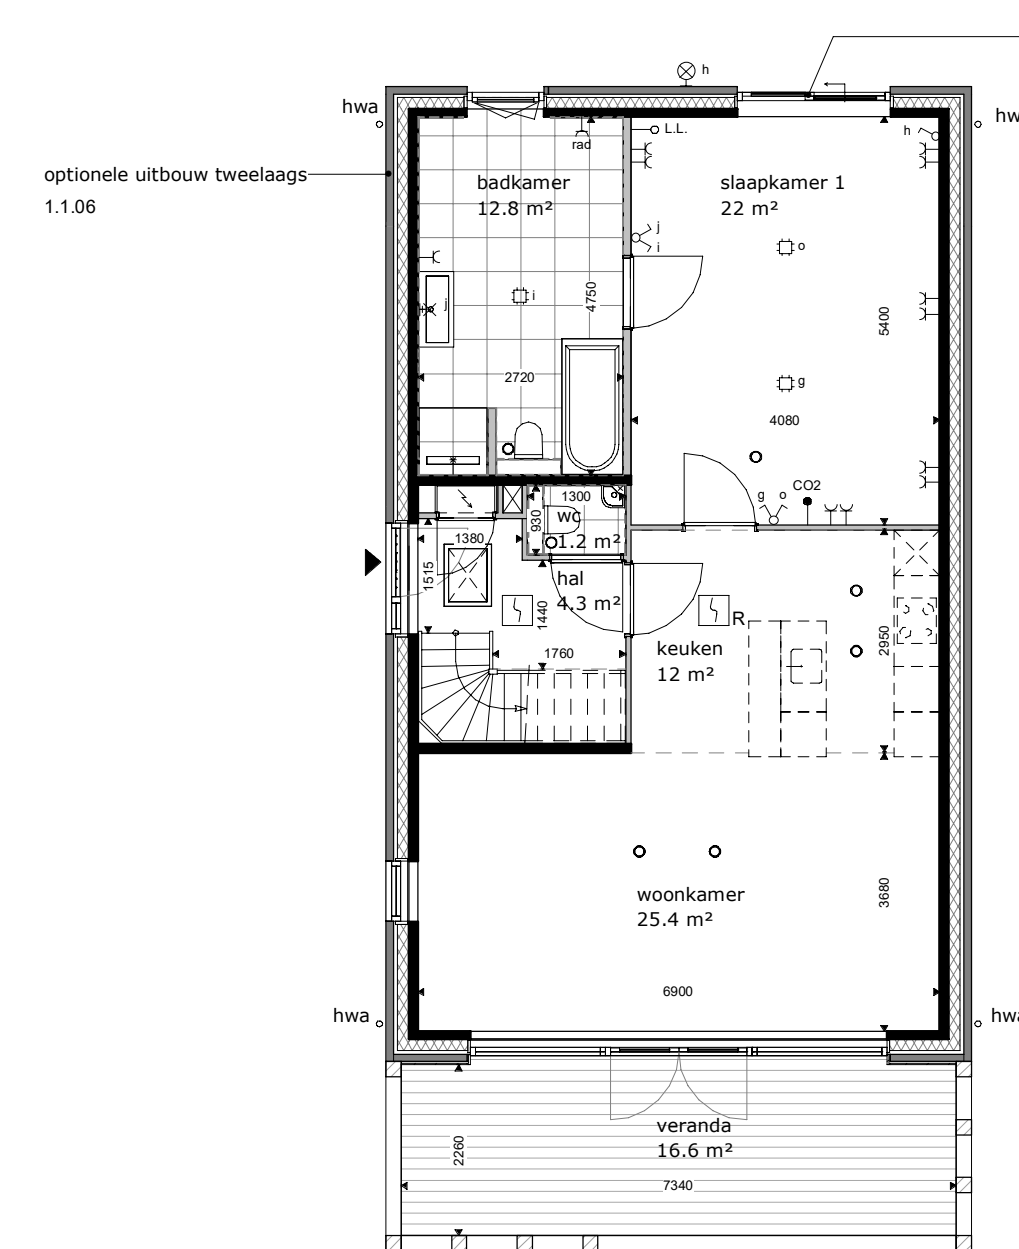 h
hwa
hw
L.L.
h
rad
optionele uitbouw tweelaags
1.1.06
badkamer
12.8 m²
slaapkamer 1
22 m²
j
i
o
i
4750
j
5400
g
2720
4080
CO2
g o
1300
wc
1.2 m²
930
1380
1515
hal
4.3 m²
1440
R
keuken
12 m²
2950
1760
woonkamer
25.4 m²
3680
6900
hwa
hwa
veranda
16.6 m²
2260
7340